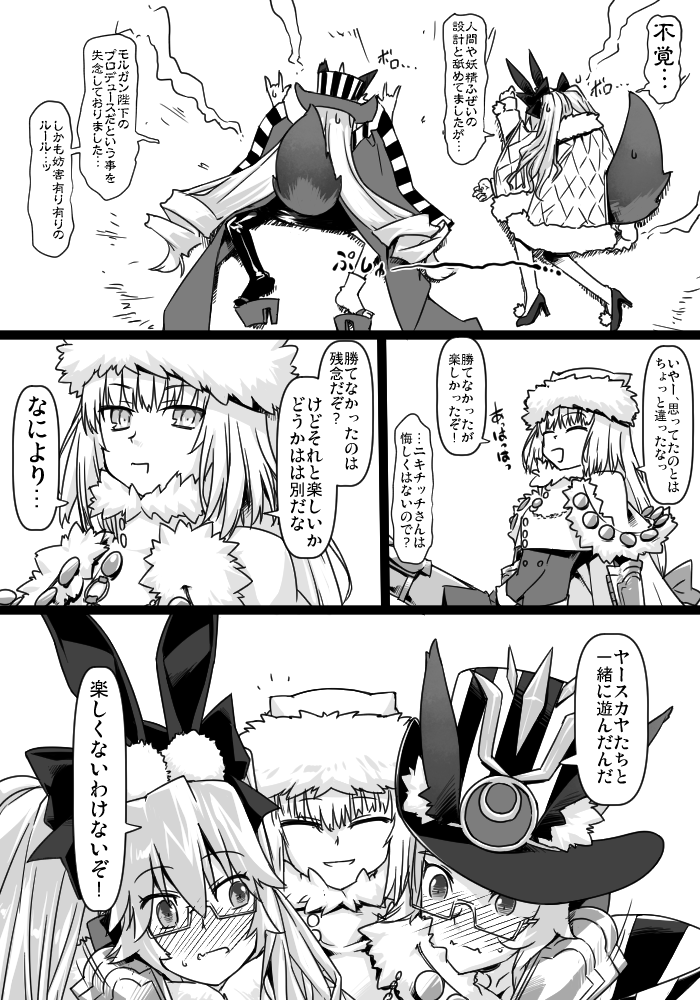 不覚…
ボロ…
人間や妖精ふぜいの
設計と舐めてましたが…
ボロ…
モルガン陛下の
プロデュースだという事を
失念しておりました…
しかも妨害有り有りの
ルール…ッ
ぷしゅ
いやー、思ってたのとは
ちょっと違ったなっ
勝てなかったが
楽しかったぞ!
あっはっはっ
…ニキチッチさんは
悔しくはないので?
勝てなかったのは
残念だぞ?
けどそれと楽しいか
どうかはは別だな
なにより…
ヤースカヤたちと
一緒に遊んだんだ
楽しくないわけないぞ!